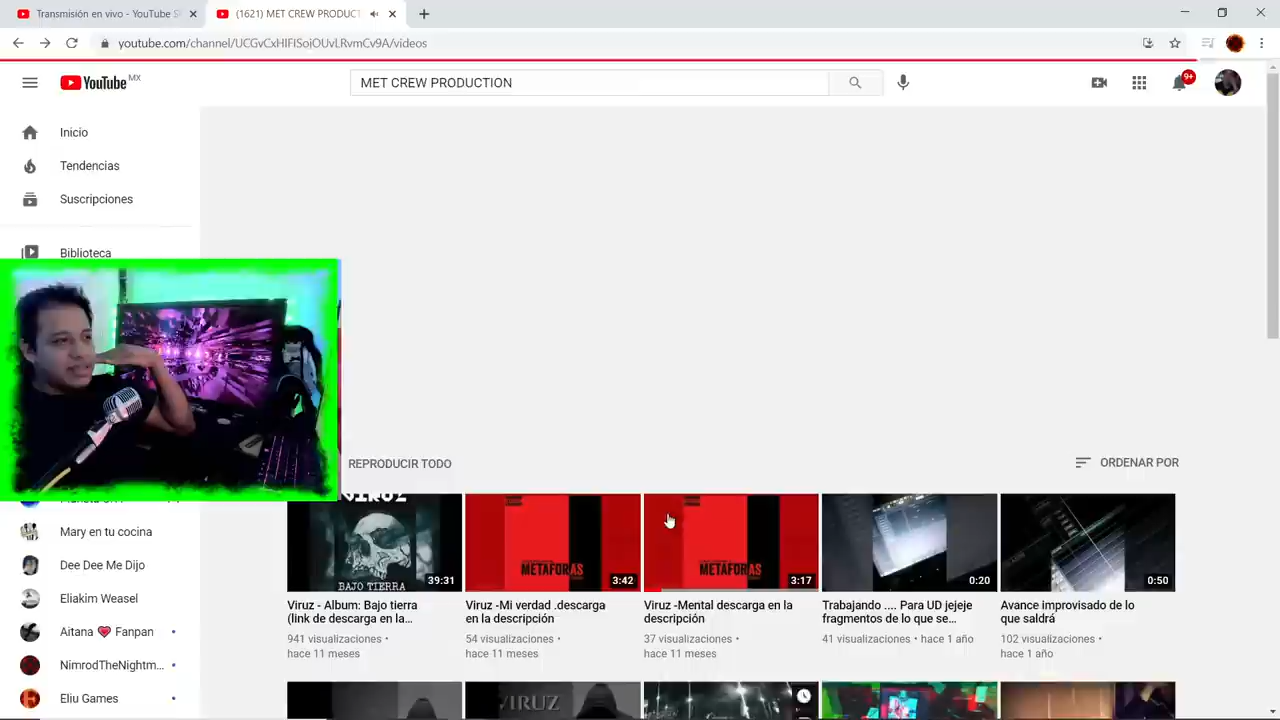 Transmisión en vivo - YouTube S
(1621) MET CREW PRODUCT
youtube.com/channel/UCGvCxHIFISojOUvLRvmCv9A/videos
YouTube MX
MET CREW PRODUCTION
9+
Inicio
Tendencias
Suscripciones
Biblioteca
Mary en tu cocina
Dee Dee Me Dijo
Eliakim Weasel
Aitana 💗 Fanpan
NimrodTheNightm...
Eliu Games
REPRODUCIR TODO
ORDENAR POR
VIRUZ
BAJO TIERRA
39:31
Viruz - Album: Bajo tierra
(link de descarga en la...
941 visualizaciones •
hace 11 meses
METÁFORAS
3:42
Viruz -Mi verdad .descarga
en la descripción
54 visualizaciones •
hace 11 meses
METÁFORAS
3:17
Viruz -Mental descarga en la
descripción
37 visualizaciones •
hace 11 meses
0:20
Trabajando .... Para UD jejeje
fragmentos de lo que se...
41 visualizaciones • hace 1 año
0:50
Avance improvisado de lo
que saldrá
102 visualizaciones •
hace 1 año
VIRUZ